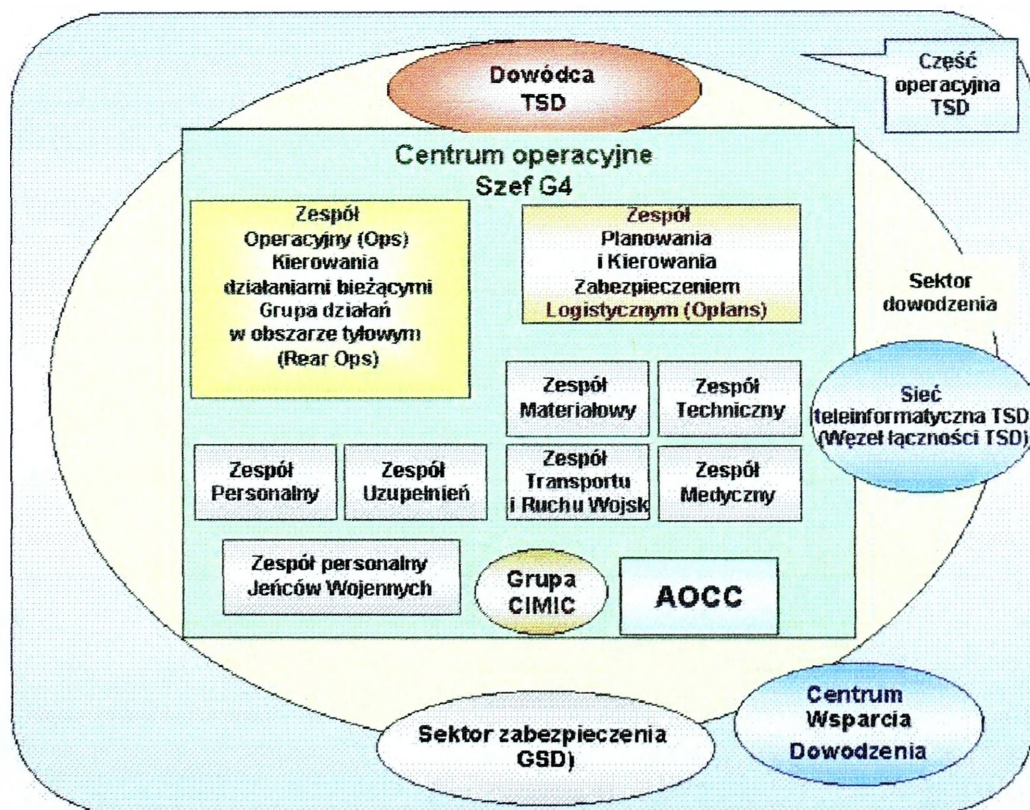 Dowódca
TSD
Część
operacyjna
TSD
Centrum operacyjne
Szef G4
Zespół
Operacyjny (Ops)
Kierowania
działaniami bieżącymi
Grupa działań
w obszarze tyłowym
(Rear Ops)
Zespół
Planowania
i Kierowania
Zabezpieczeniem
Logistycznym (Oplans)
Sektor
dowodzenia
Zespół
Materiałowy
Zespół
Techniczny
Sieć
teleinformatyczna TSD
(Węzeł łączności TSD)
Zespół
Personalny
Zespół
Uzupełnień
Zespół
Transportu
i Ruchu Wojsk
Zespół
Medyczny
Zespół personalny
Jeńców Wojennych
Grupa
CIMIC
AOCC
Sektor zabezpieczenia
GSD)
Centrum
Wsparcia
Dowodzenia